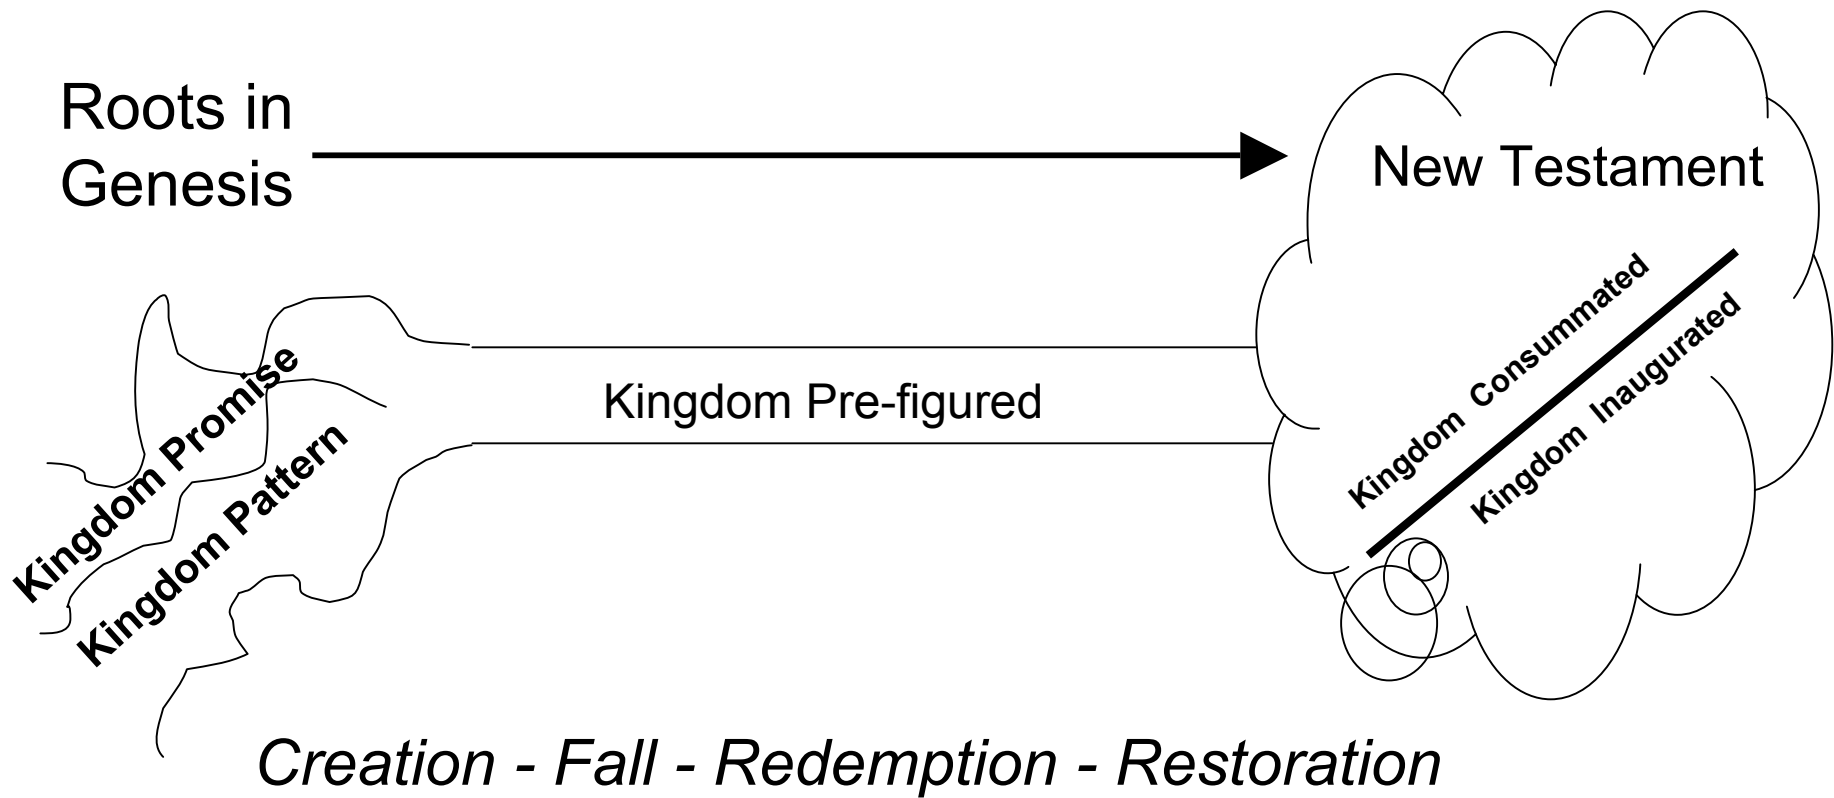 Roots in
Genesis
New Testament
Kingdom Consummated
Kingdom Inaugurated
Kingdom Pre-figured
Kingdom Promise
Kingdom Pattern
Creation - Fall - Redemption - Restoration